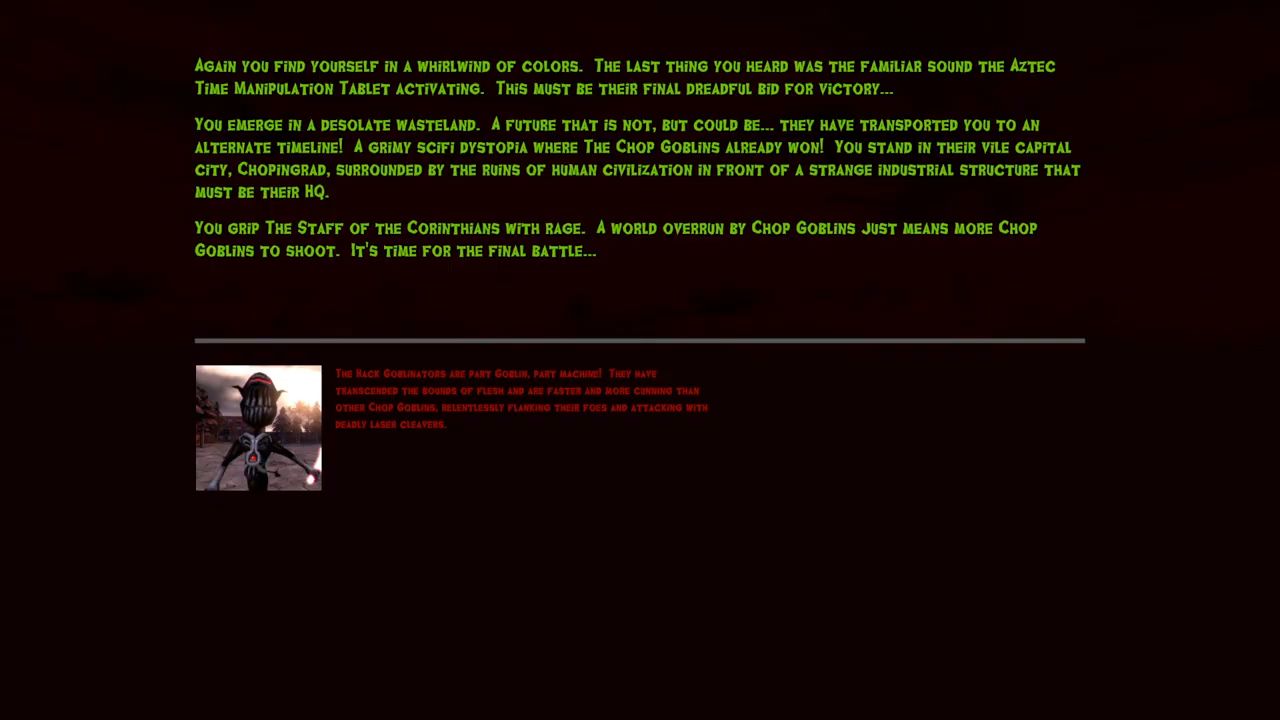 Again you find yourself in a whirlwind of colors. The last thing you heard was the familiar sound the Aztec
Time Manipulation Tablet activating. This must be their final dreadful bid for victory...
You emerge in a desolate wasteland. A future that is not, but could be... they have transported you to an
alternate timeline! A grimy scifi dystopia where The Chop Goblins already won! You stand in their vile capital
city, Chopingrad, surrounded by the ruins of human civilization in front of a strange industrial structure that
must be their HQ.
You grip The Staff of the Corinthians with rage. A world overrun by Chop Goblins just means more Chop
Goblins to shoot. It's time for the final battle...
The Hack Goblinators are part Goblin, part machine! They have
transcended the bounds of flesh and are faster and more cunning than
other Chop Goblins, relentlessly flanking their foes and attacking with
deadly laser cleavers.